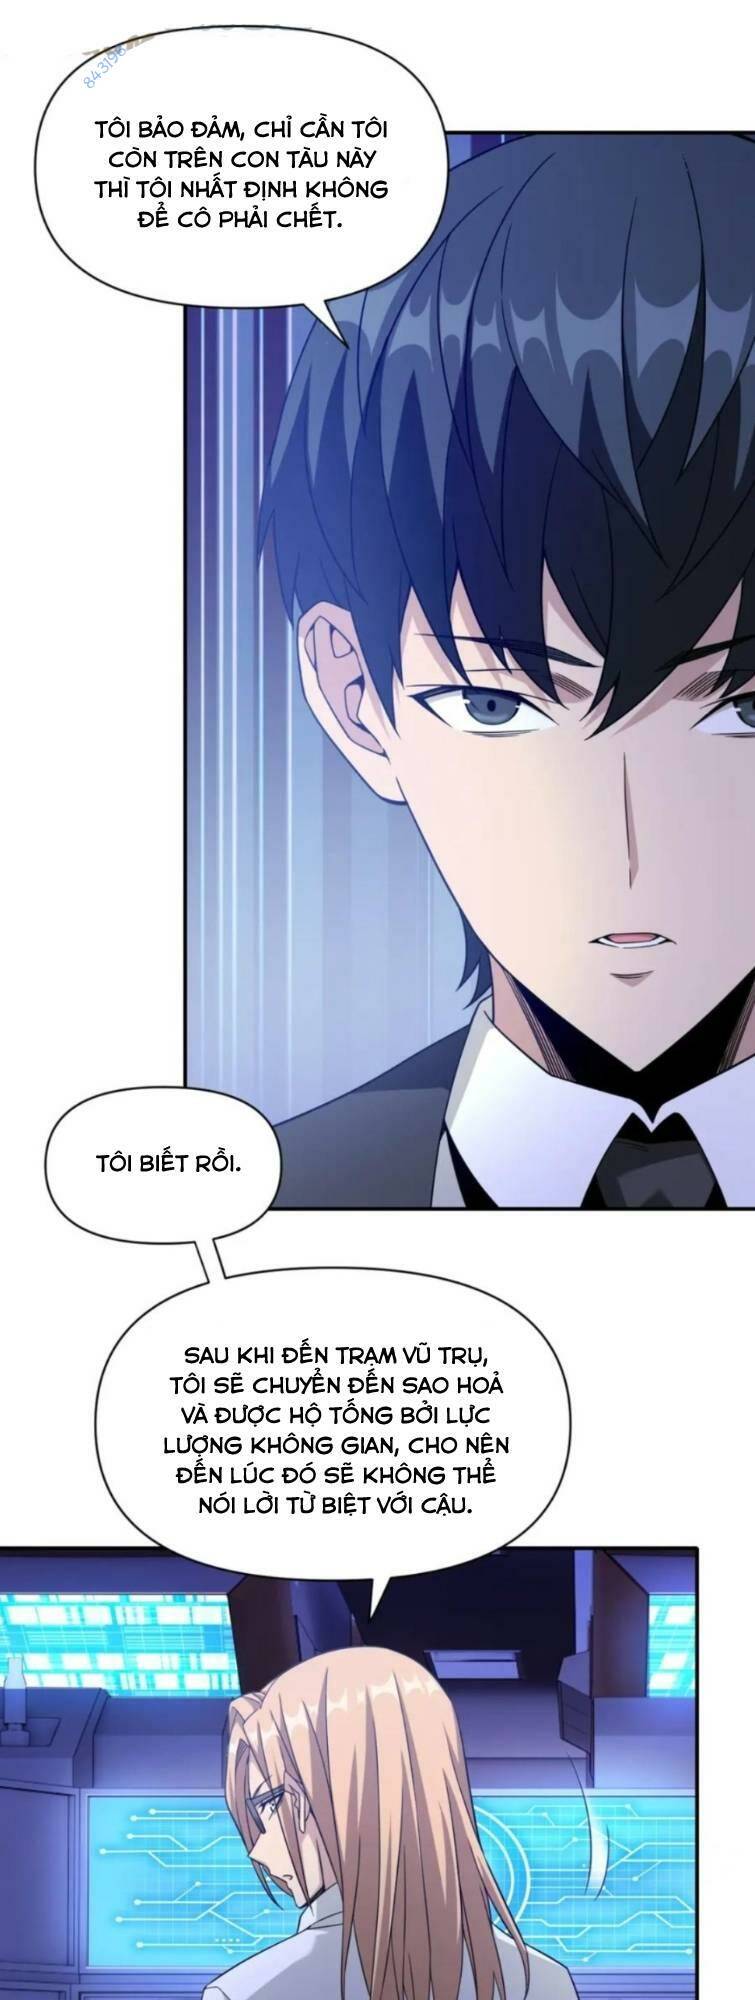 843198
TÔI BẢO ĐẢM, CHỈ CẦN TÔI
CÒN TRÊN CON TÀU NÀY
THÌ TÔI NHẤT ĐỊNH KHÔNG
ĐỂ CÔ PHẢI CHẾT.
TÔI BIẾT RỒI.
SAU KHI ĐẾN TRẠM VŨ TRỤ,
TÔI SẼ CHUYỂN ĐẾN SAO HOẢ
VÀ ĐƯỢC HỘ TỐNG BỞI LỰC
LƯỢNG KHÔNG GIAN, CHO NÊN
ĐẾN LÚC ĐÓ SẼ KHÔNG THỂ
NÓI LỜI TỪ BIỆT VỚI CẬU.